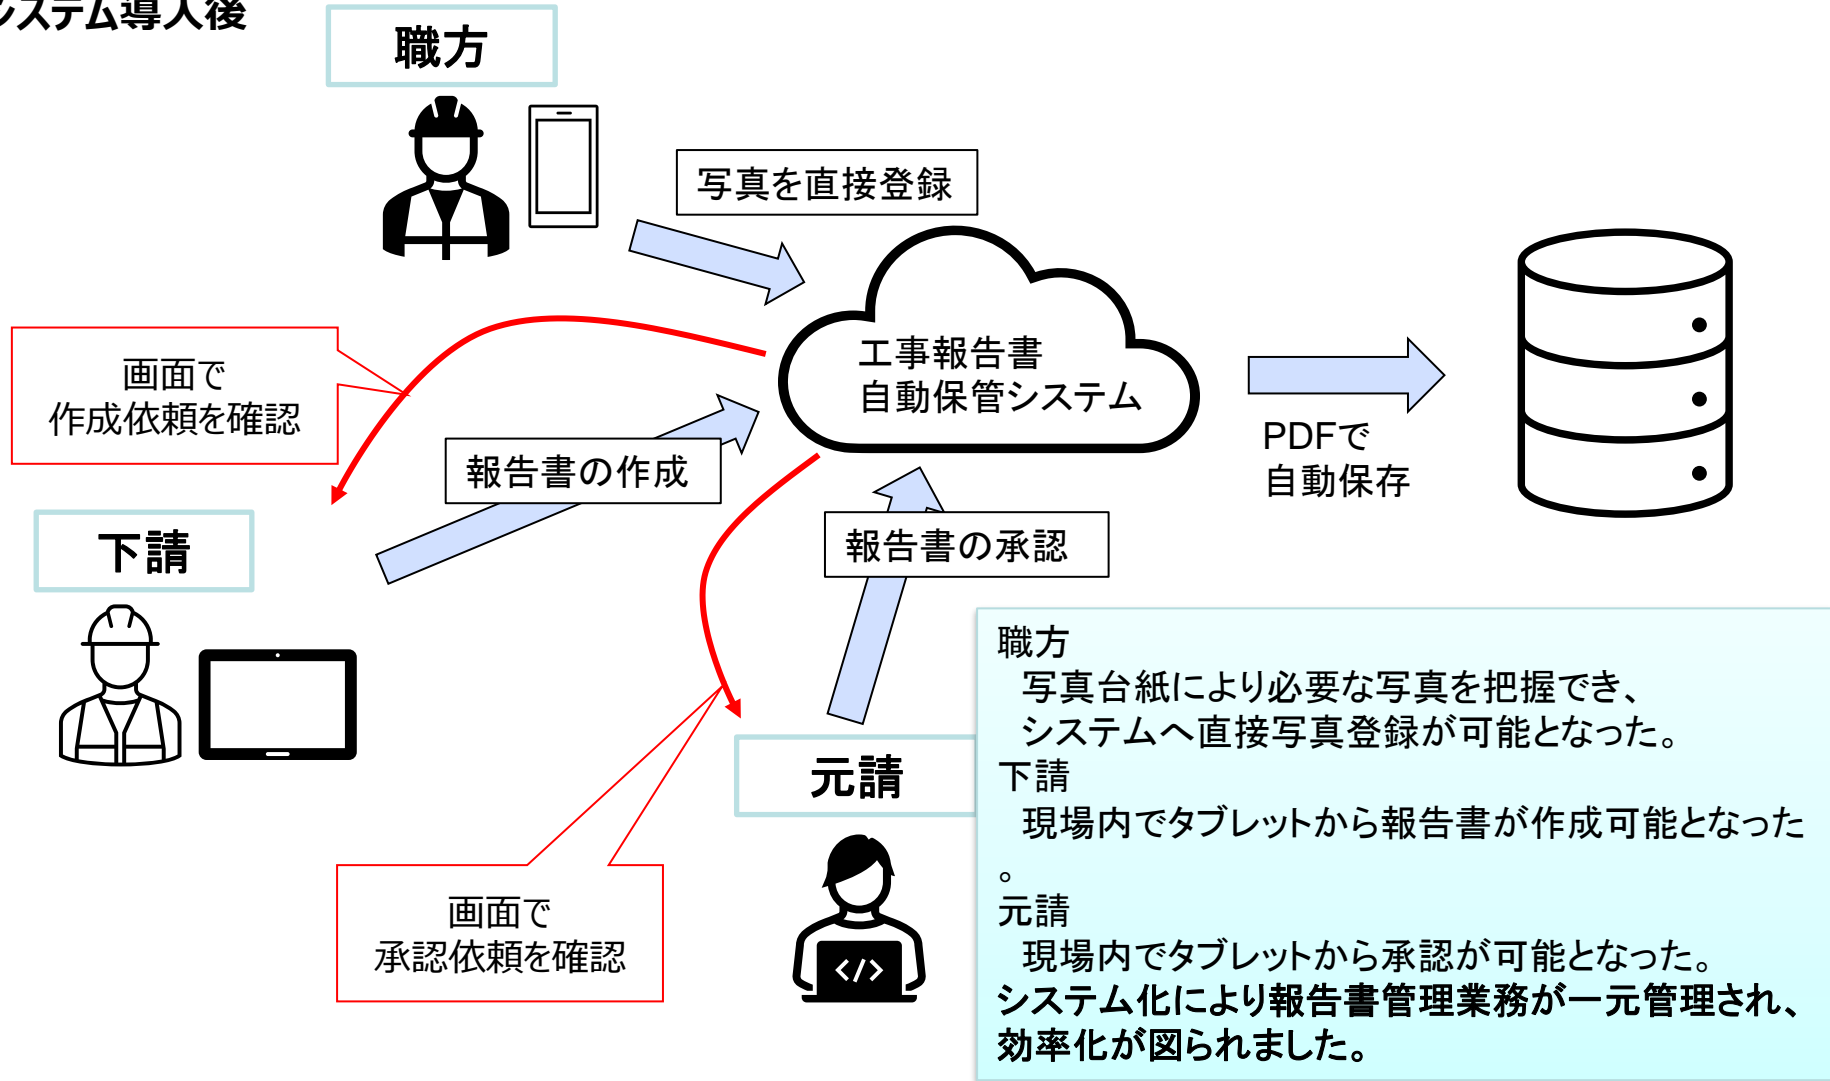 システム導入後
職方
写真を直接登録
画面で
作成依頼を確認
工事報告書
自動保管システム
報告書の作成
PDFで
自動保存
下請
報告書の承認
元請
画面で
承認依頼を確認
職方
写真台紙により必要な写真を把握でき、
システムへ直接写真登録が可能となった。
下請
現場内でタブレットから報告書が作成可能となった
。
元請
現場内でタブレットから承認が可能となった。
システム化により報告書管理業務が一元管理され、
効率化が図られました。